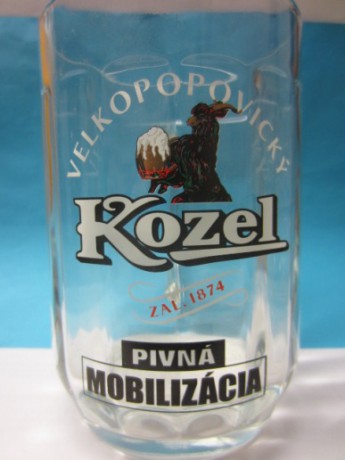 VELKOPOPOVICKÝ
Kozel
ZAL. 1874
PIVNÁ
MOBILIZÁCIA